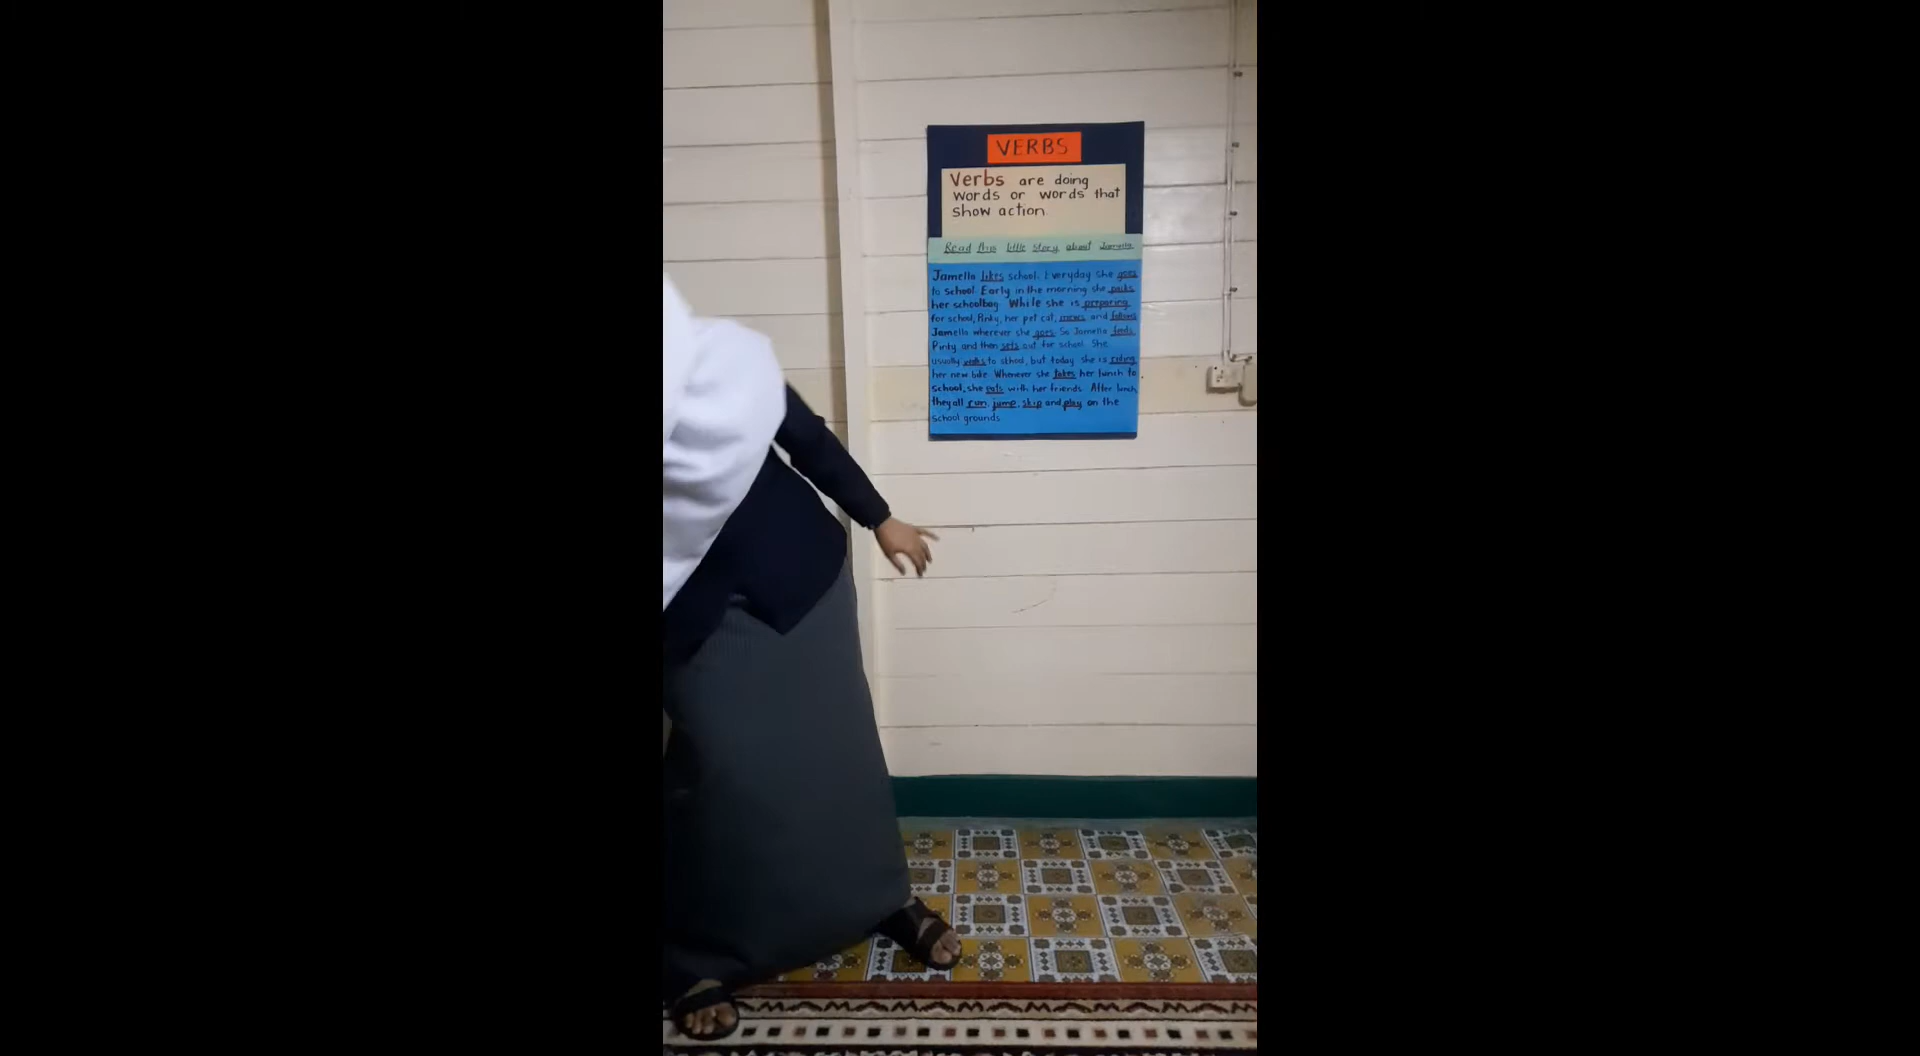 VERBS
Verbs are doing
words or words that
show action.
Read this little story about Jamella
Jamella likes school. Everyday she goes
to school. Early in the morning she packs
her schoolbag. While she is preparing
for school, Pinky, her pet cat, mews and follows
Jamella wherever she goes. So Jamella feeds
Pinky and then sets out for school. She
usually walks to school, but today she is riding
her new bike. Whenever she takes her lunch to
school, she eats with her friends. After lunch
they all run, jump, skip and play on the
school grounds.